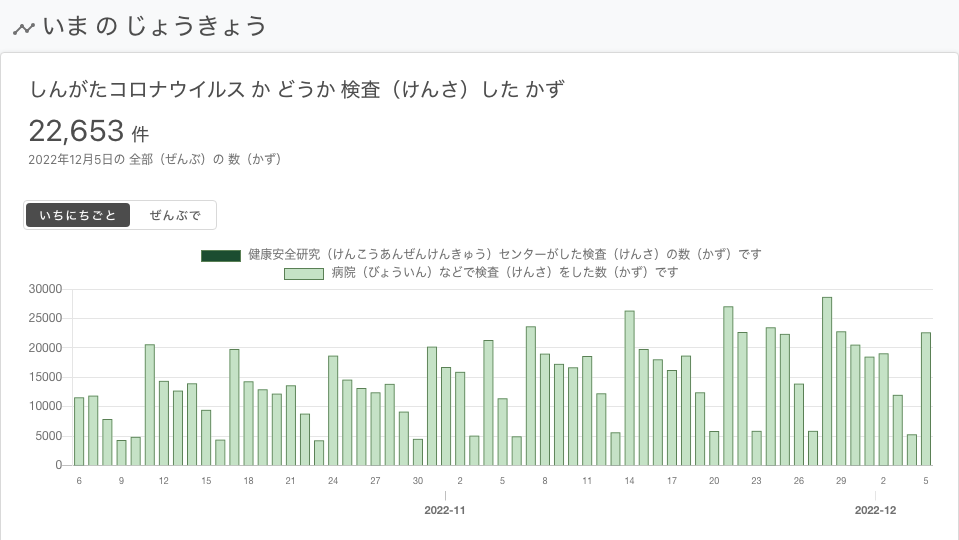 いま の じょうきょう
しんがたコロナウイルス か どうか 検査（けんさ）した かず
22,653 件
2022年12月5日の 全部（ぜんぶ）の 数（かず）
いちにちごと ぜんぶで
健康安全研究（けんこうあんぜんけんきゅう）センターがした検査（けんさ）の数（かず）です
病院（びょういん）などで検査（けんさ）をした数（かず）です
30000
25000
20000
15000
10000
5000
0
6 9 12 15 18 21 24 27 30 2 5 8 11 14 17 20 23 26 29 2 5
2022-11 2022-12